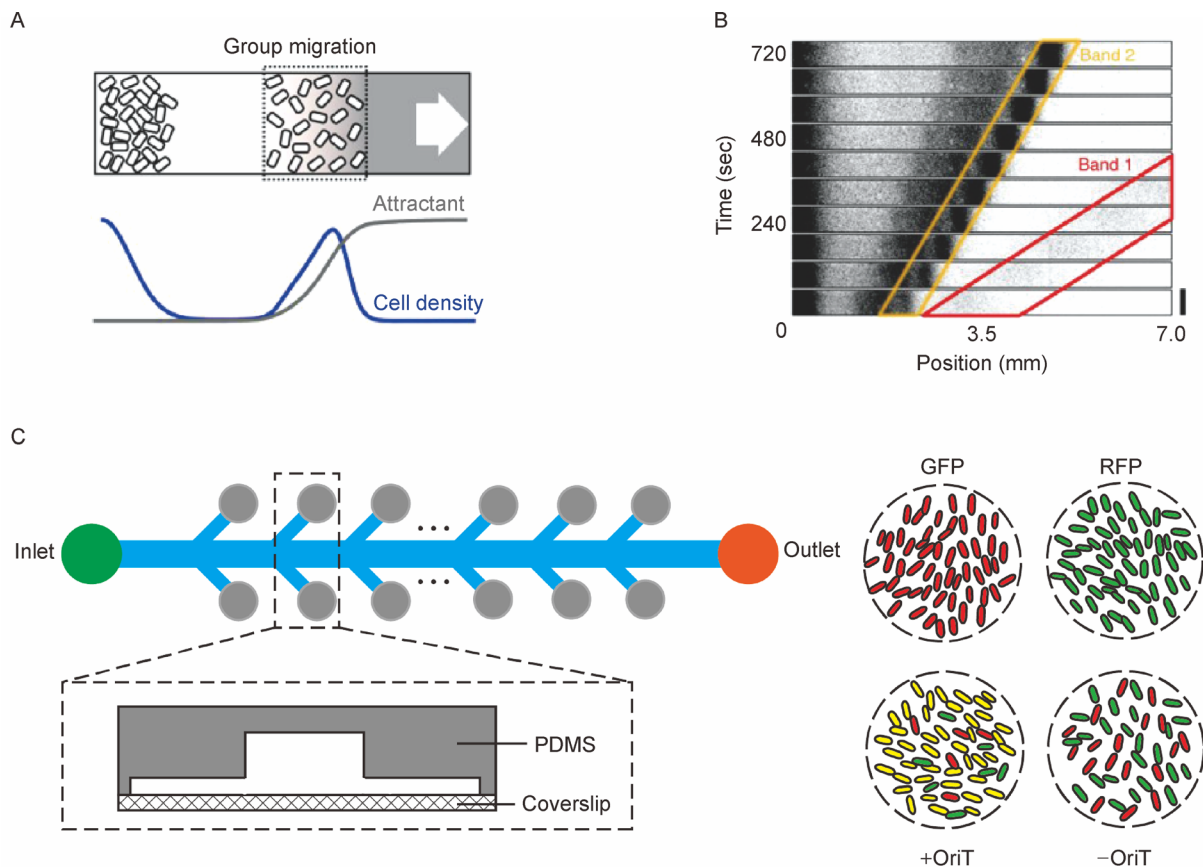 A
Group migration
Attractant
Cell density
B
Time (sec)
720
480
240
0
Band 2
Band 1
3.5
7.0
Position (mm)
C
Inlet
...
...
Outlet
PDMS
Coverslip
GFP
RFP
+OriT
−OriT